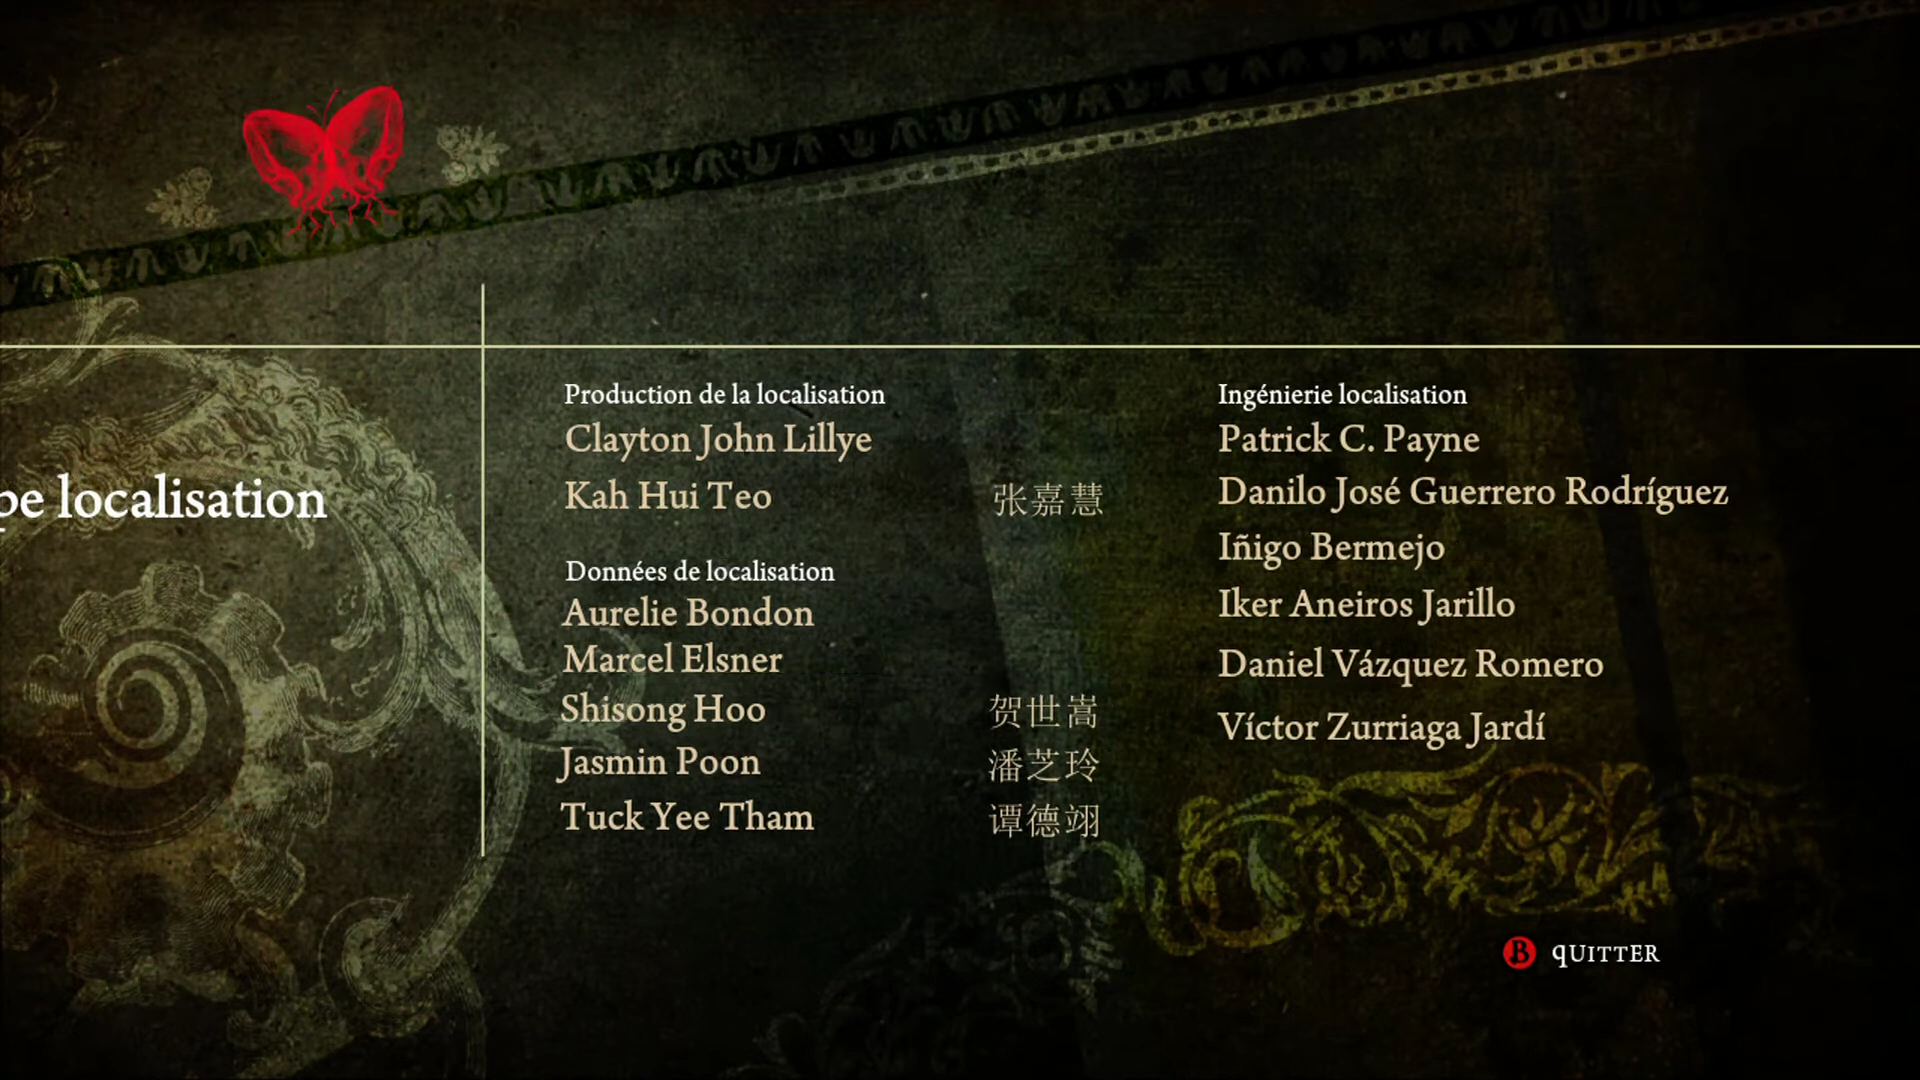 pe localisation
Production de la localisation
Clayton John Lillye
Kah Hui Teo 张嘉慧
Données de localisation
Aurelie Bondon
Marcel Elsner
Shisong Hoo 贺世嵩
Jasmin Poon 潘芝玲
Tuck Yee Tham 谭德翊
Ingénierie localisation
Patrick C. Payne
Danilo José Guerrero Rodríguez
Iñigo Bermejo
Iker Aneiros Jarillo
Daniel Vázquez Romero
Víctor Zurriaga Jardí
B QUITTER